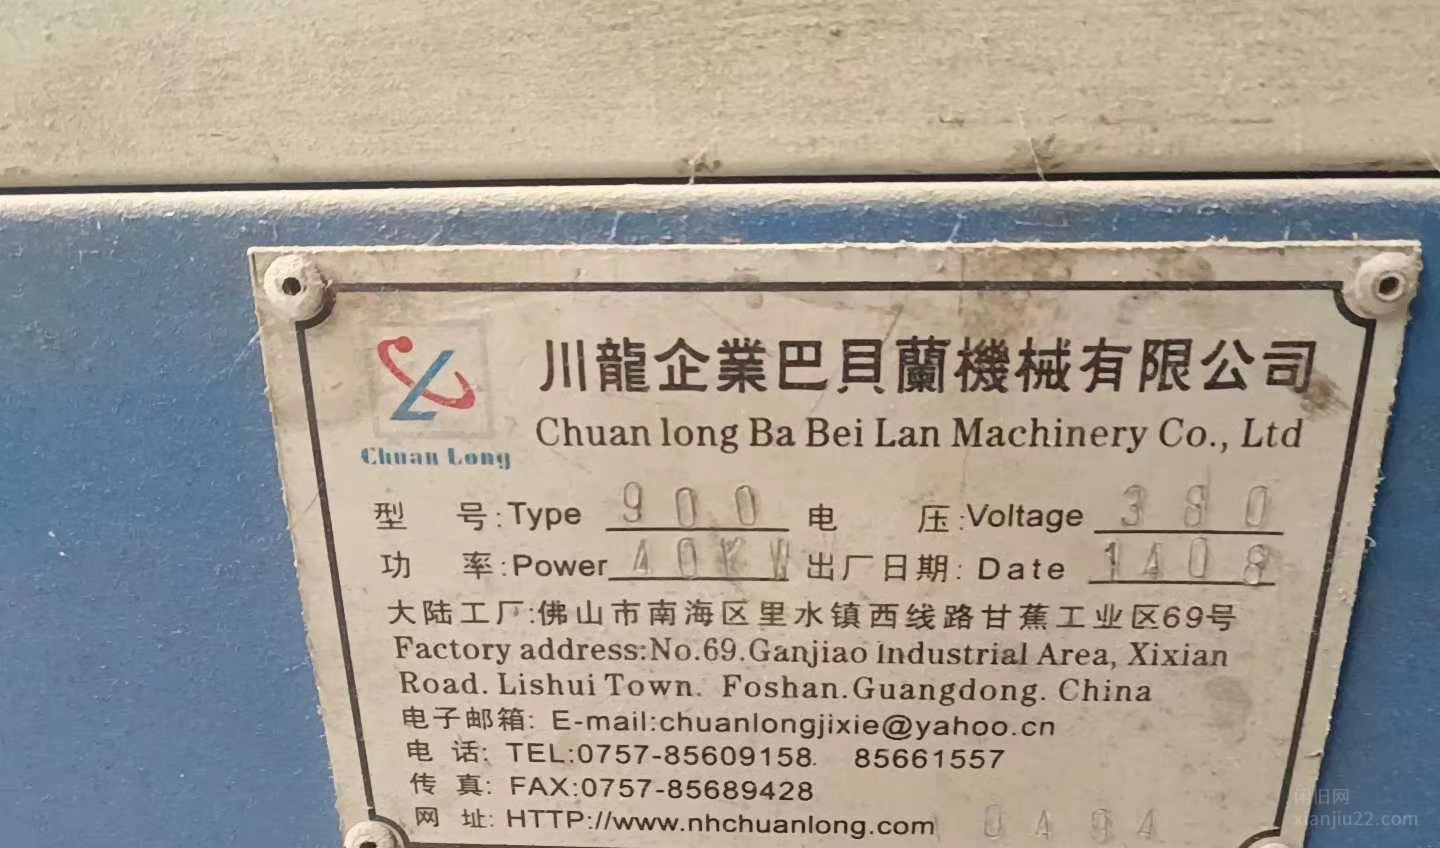 川龍企業巴貝蘭機械有限公司
Chuan long Ba Bei Lan Machinery Co., Ltd
Chuan Long
型 号:Type 900 电 压:Voltage 380
功 率:Power 40KW 出厂日期: Date 1408
大陆工厂:佛山市南海区里水镇西线路甘蕉工业区69号
Factory address:No.69.Ganjiao Industrial Area, Xixian
Road. Lishui Town. Foshan.Guangdong. China
电子邮箱: E-mail:chuanlongjixie@yahoo.cn
电 话: TEL:0757-85609158. 85661557
传 真: FAX:0757-85689428
网 址: HTTP://www.nhchuanlong.com
闲旧网
xianjiu22.com